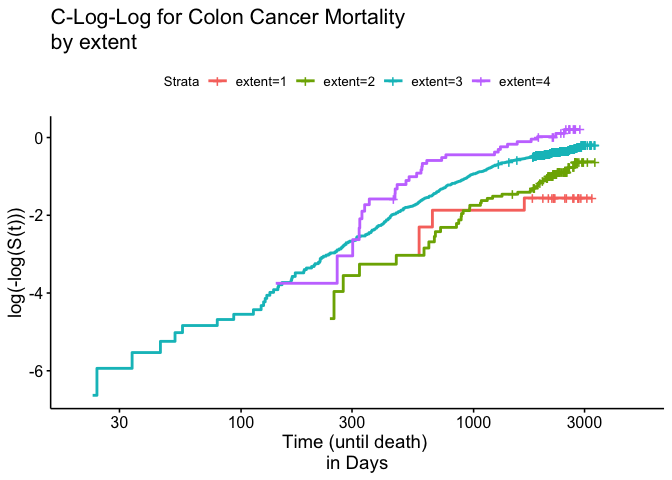 C-Log-Log for Colon Cancer Mortality
by extent
Strata extent=1 extent=2 extent=3 extent=4
log(-log(S(t)))
0
-2
-4
-6
30 100 300 1000 3000
Time (until death)
in Days